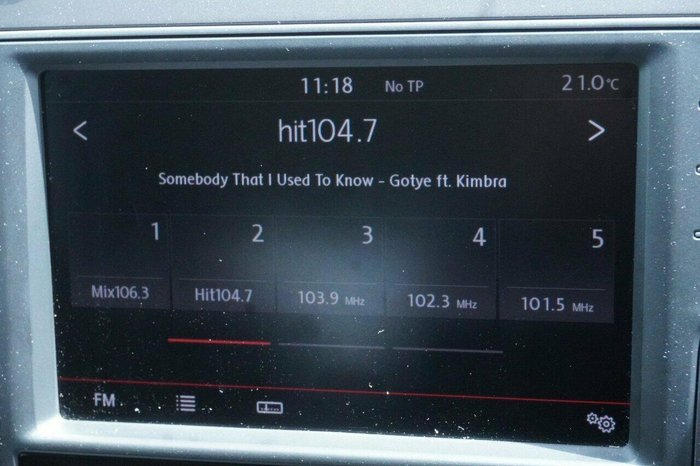 11:18 No TP 21.0°C
< hit104.7 >
Somebody That I Used To Know - Gotye ft. Kimbra
1 2 3 4 5
Mix106.3 Hit104.7 103.9 MHz 102.3 MHz 101.5 MHz
FM